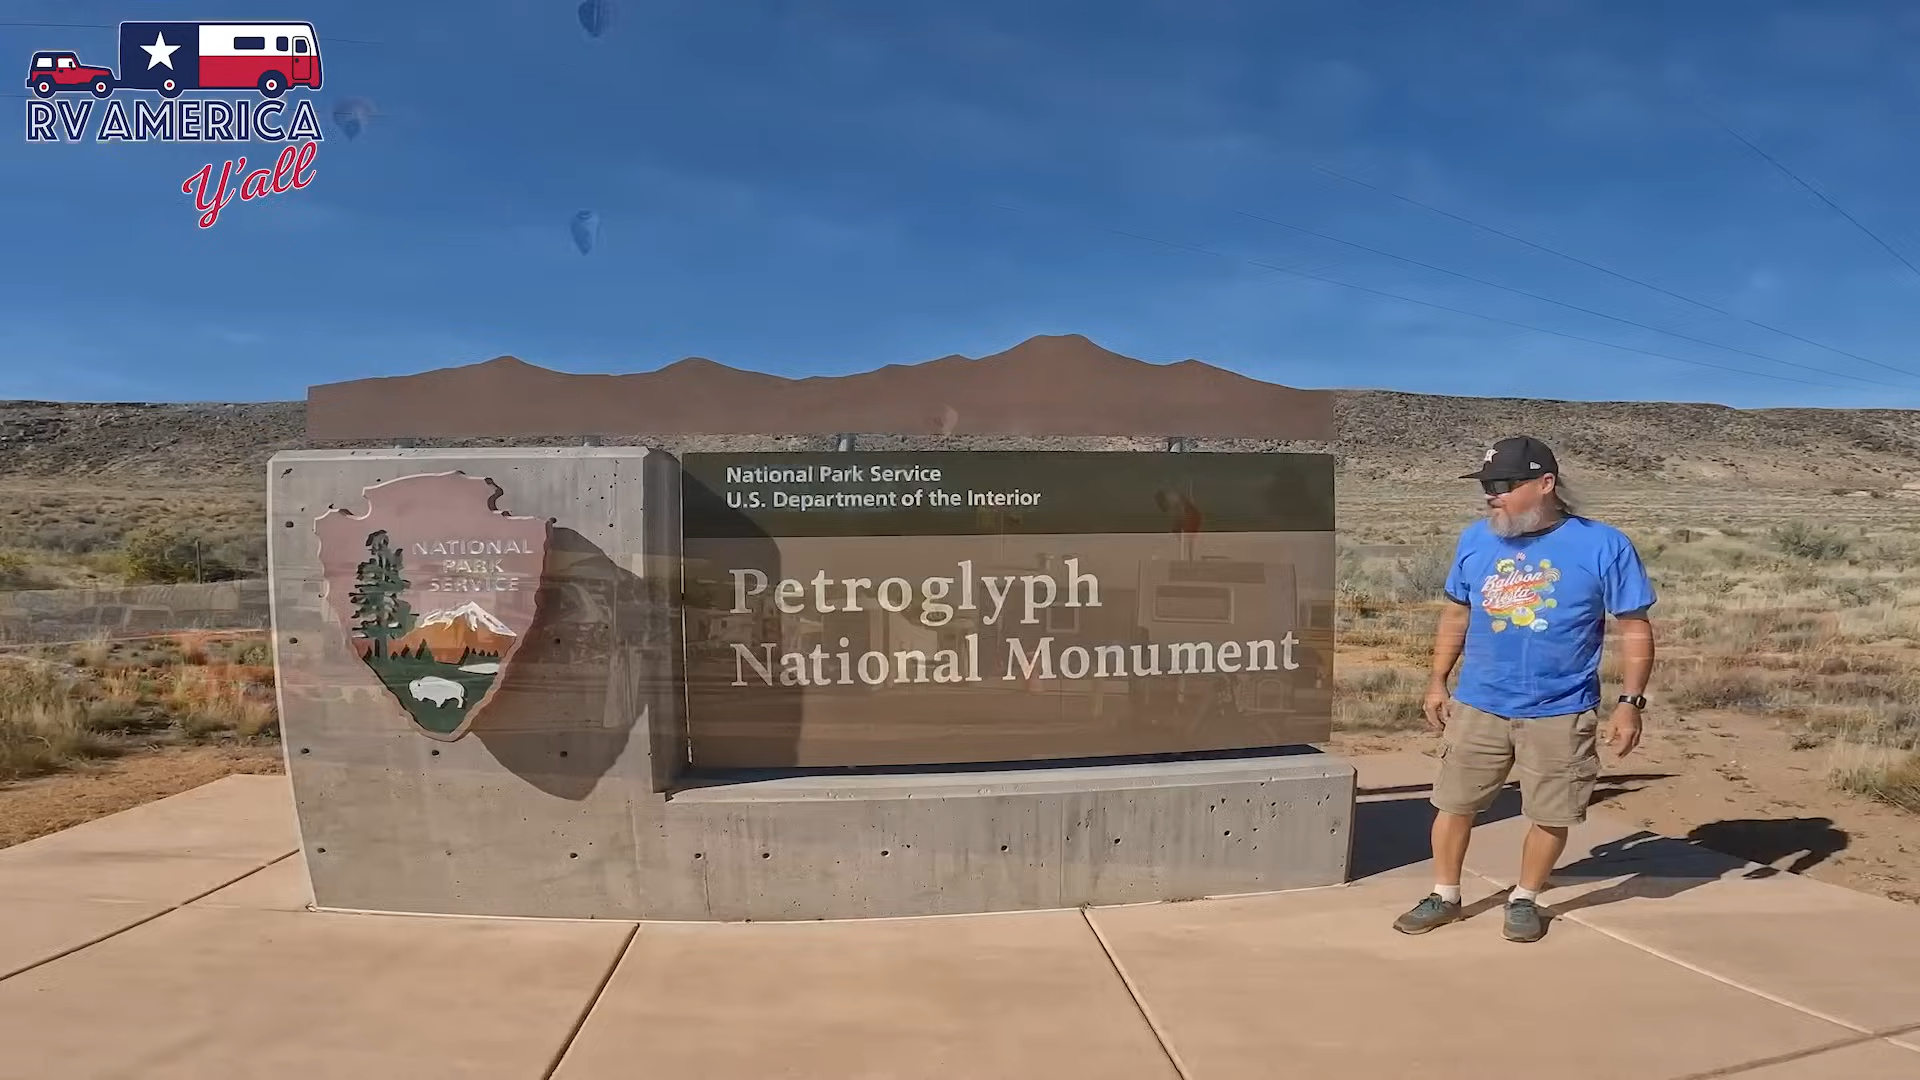 RV AMERICA
Y'all
National Park Service
U.S. Department of the Interior
NATIONAL
PARK
SERVICE
Petroglyph
National Monument
Balloon
Fiesta